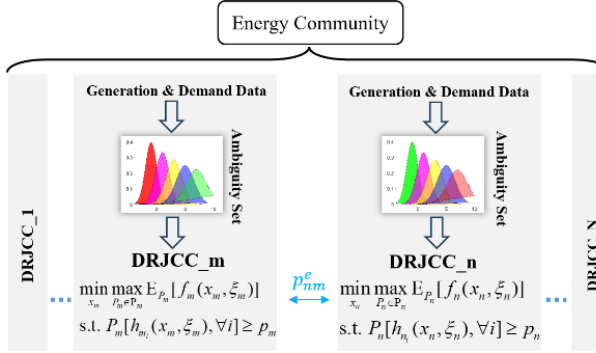 Energy Community
Generation & Demand Data
Ambiguity Set
DRJCC_m
min max E_{P_m}[f_m(x_m, ξ_m)]
x_m P_m∈P_m
s.t. P_m[h_{m_i}(x_m, ξ_m), ∀i] ≥ p_m
p^e_{nm}
Generation & Demand Data
Ambiguity Set
DRJCC_n
min max E_{P_n}[f_n(x_n, ξ_n)]
x_n P_n⊂P_n
s.t. P_n[h_{n_i}(x_n, ξ_n), ∀i] ≥ p_n
DRJCC_1
DRJCC_N